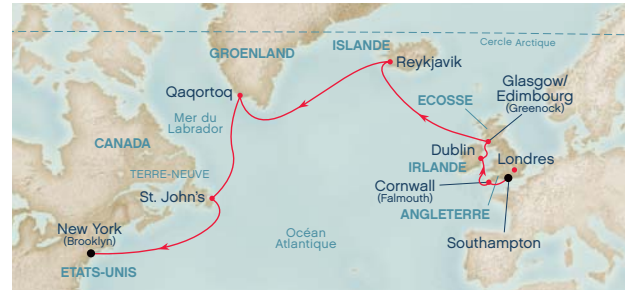 ISLANDE
Cercle Arctique
GROENLAND
Reykjavik
Glasgow/
Edimbourg
(Greenock)
Qaqortoq
ECOSSE
Mer du
Labrador
CANADA
Dublin
Londres
IRLANDE
TERRE-NEUVE
Cornwall
(Falmouth)
St. John's
ANGLETERRE
New York
(Brooklyn)
Océan
Atlantique
Southampton
ETATS-UNIS